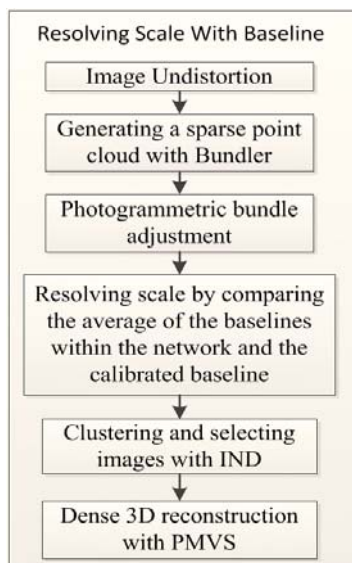 Resolving Scale With Baseline
Image Undistortion
Generating a sparse point
cloud with Bundler
Photogrammetric bundle
adjustment
Resolving scale by comparing
the average of the baselines
within the network and the
calibrated baseline
Clustering and selecting
images with IND
Dense 3D reconstruction
with PMVS